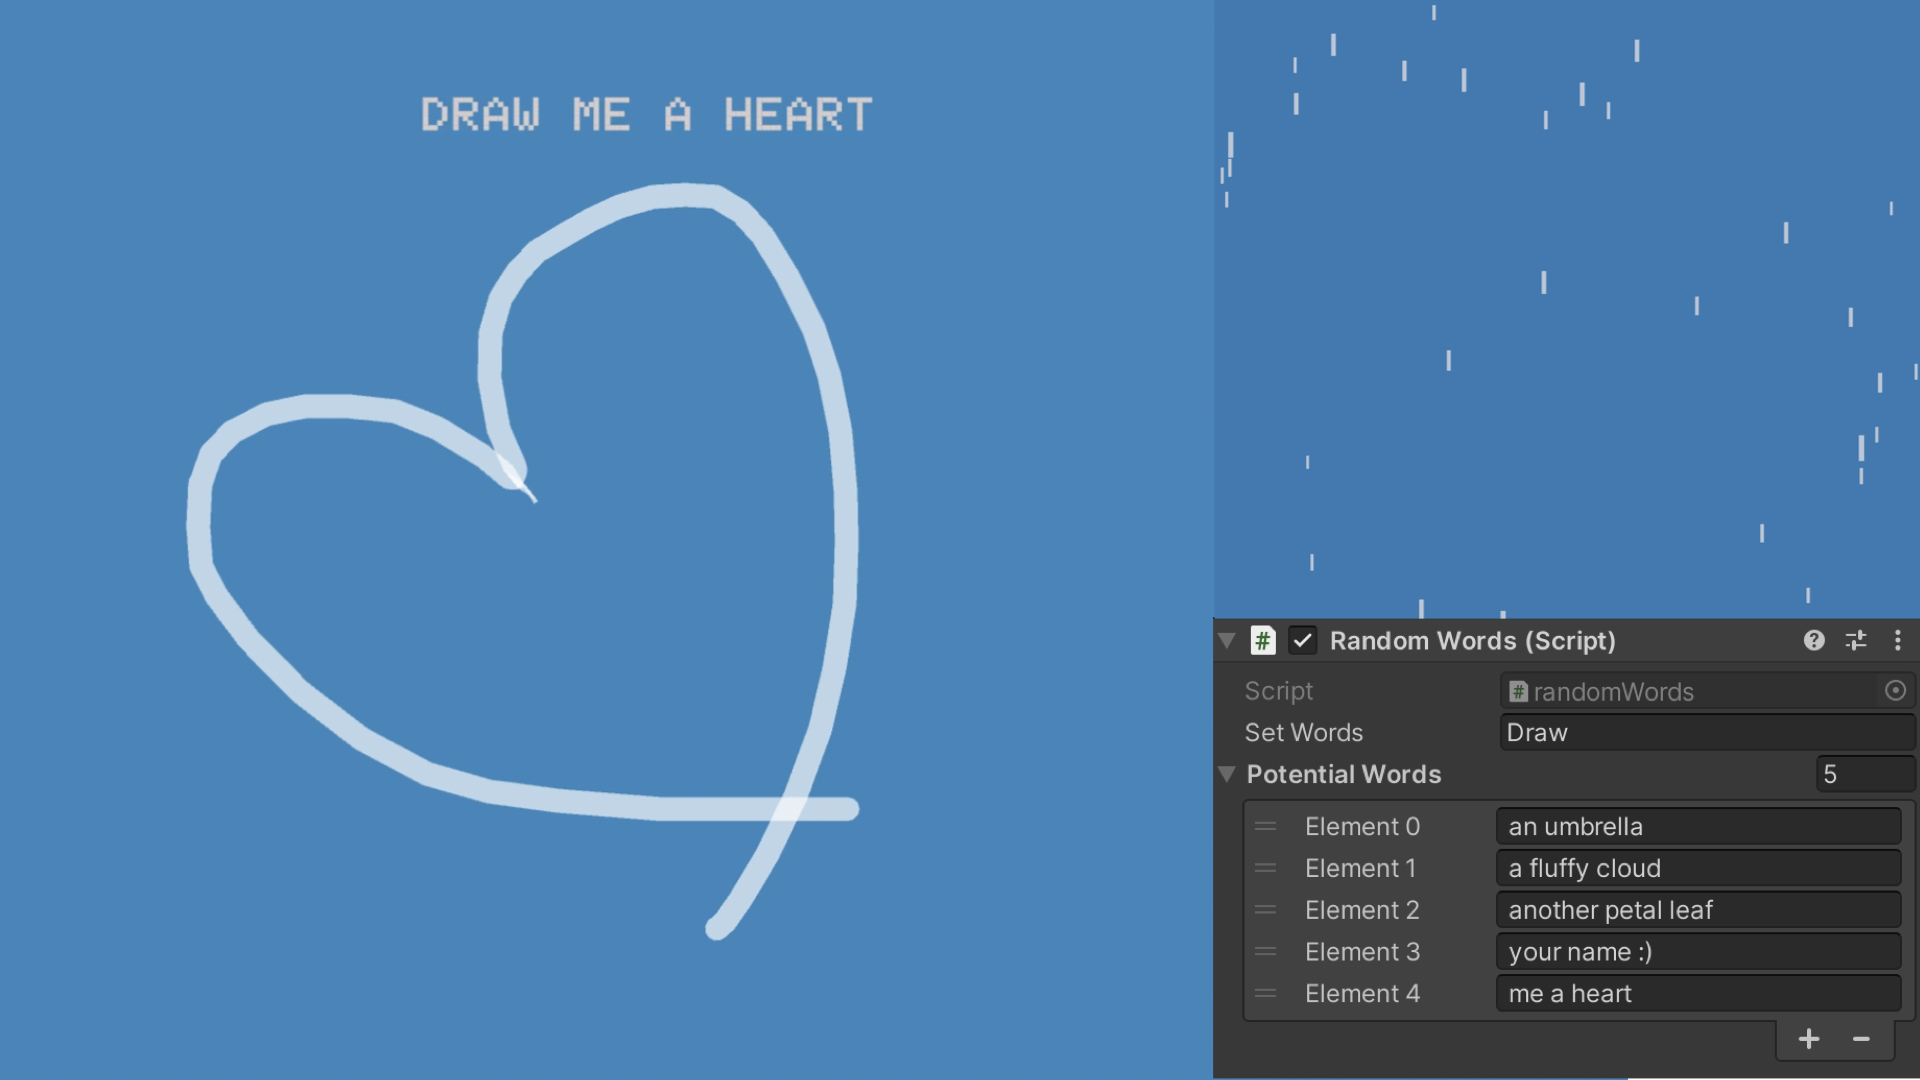 DRAW ME A HEART
# Random Words (Script)
Script # randomWords
Set Words Draw
Potential Words 5
Element 0 an umbrella
Element 1 a fluffy cloud
Element 2 another petal leaf
Element 3 your name :)
Element 4 me a heart